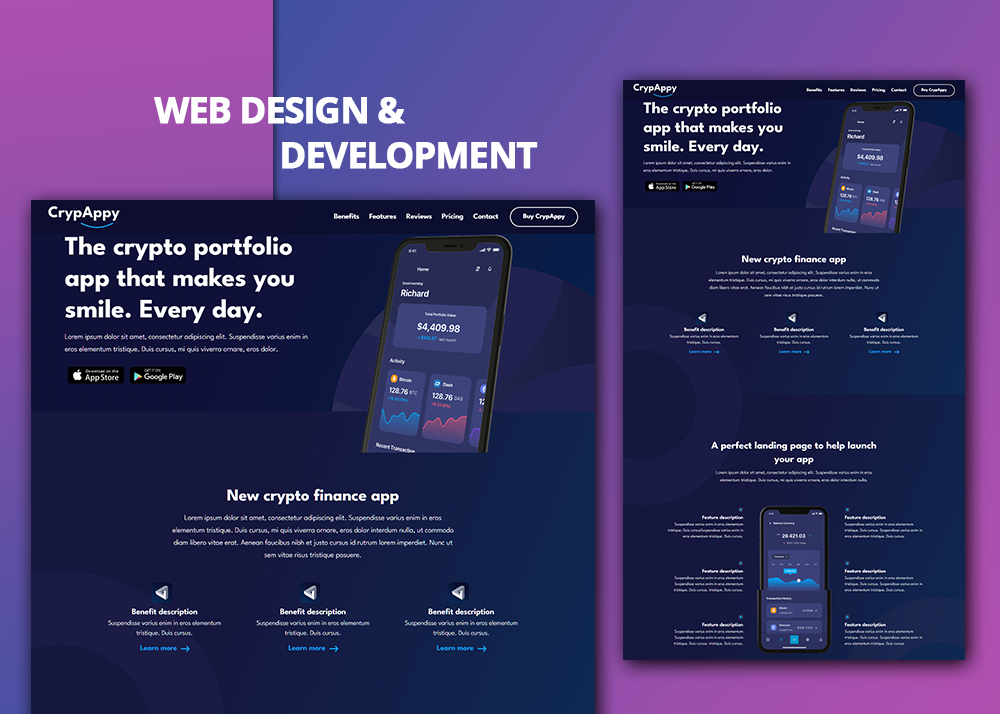 WEB DESIGN &
DEVELOPMENT
CrypAppy
Benefits Features Reviews Pricing Contact Buy CrypAppy
The crypto portfolio
app that makes you
smile. Every day.
Lorem ipsum dolor sit amet, consectetur adipiscing elit. Suspendisse varius enim in
eros elementum tristique. Duis cursus, mi quis viverra ornare, eros dolor.
Download on the
App Store
GET IT ON
Google Play
Home
Good morning
Richard
Total Portfolio Value
$4,409.98
last month
Activity
Bitcoin Dash
128.76 BTC 128.76 DAS
Recent Transaction
New crypto finance app
Lorem ipsum dolor sit amet, consectetur adipiscing elit. Suspendisse varius enim in eros
elementum tristique. Duis cursus, mi quis viverra ornare, eros dolor interdum nulla, ut commodo
diam libero vitae erat. Aenean faucibus nibh et justo cursus id rutrum lorem imperdiet. Nunc ut
sem vitae risus tristique posuere.
Benefit description Benefit description Benefit description
Suspendisse varius enim in eros elementum Suspendisse varius enim in eros elementum Suspendisse varius enim in eros elementum
tristique. Duis cursus. tristique. Duis cursus. tristique. Duis cursus.
Learn more → Learn more → Learn more →
CrypAppy
Benefits Features Reviews Pricing Contact Buy CrypAppy
The crypto portfolio
app that makes you
smile. Every day.
Lorem ipsum dolor sit amet, consectetur adipiscing elit. Suspendisse varius enim in
eros elementum tristique. Duis cursus, mi quis viverra ornare, eros dolor.
App Store Google Play
Home
Good morning
Richard
$4,409.98
Activity
Bitcoin Dash
128.76 128.76
Recent Transaction
New crypto finance app
Lorem ipsum dolor sit amet, consectetur adipiscing elit. Suspendisse varius enim in eros
elementum tristique. Duis cursus, mi quis viverra ornare, eros dolor interdum nulla, ut commodo
diam libero vitae erat. Aenean faucibus nibh et justo cursus id rutrum lorem imperdiet. Nunc ut
sem vitae risus tristique posuere.
Benefit description Benefit description Benefit description
Suspendisse varius enim in eros elementum Suspendisse varius enim in eros elementum Suspendisse varius enim in eros elementum
tristique. Duis cursus. tristique. Duis cursus. tristique. Duis cursus.
Learn more → Learn more → Learn more →
A perfect landing page to help launch
your app
Lorem ipsum dolor sit amet, consectetur adipiscing elit. Suspendisse varius enim in eros
elementum tristique. Duis cursus, mi quis viverra ornare, eros dolor interdum nulla.
Feature description Feature description
Suspendisse varius enim in eros elementum Suspendisse varius enim in eros elementum
Balance Currency
26 421.03
Feature description Feature description
Suspendisse varius enim in eros elementum Suspendisse varius enim in eros elementum
tristique. Duis cursus. tristique. Duis cursus.
Transaction History
Bitcoin
Ethereum
Feature description Feature description
Suspendisse varius enim in eros elementum Suspendisse varius enim in eros elementum